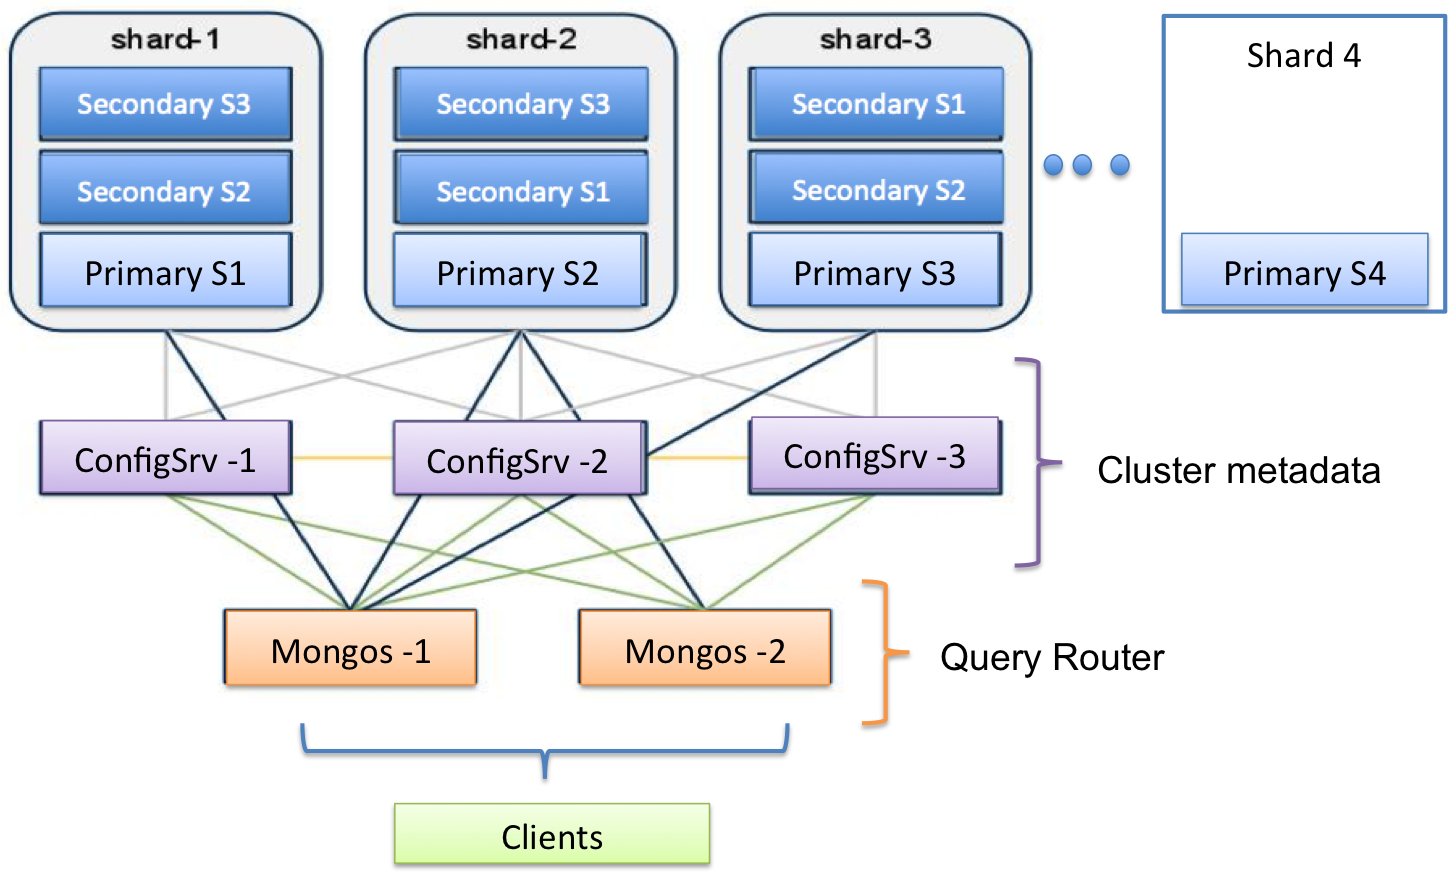 shard-1
shard-2
shard-3
Shard 4
Secondary S3
Secondary S3
Secondary S1
Secondary S2
Secondary S1
Secondary S2
Primary S1
Primary S2
Primary S3
Primary S4
ConfigSrv -1
ConfigSrv -2
ConfigSrv -3
Cluster metadata
Mongos -1
Mongos -2
Query Router
Clients